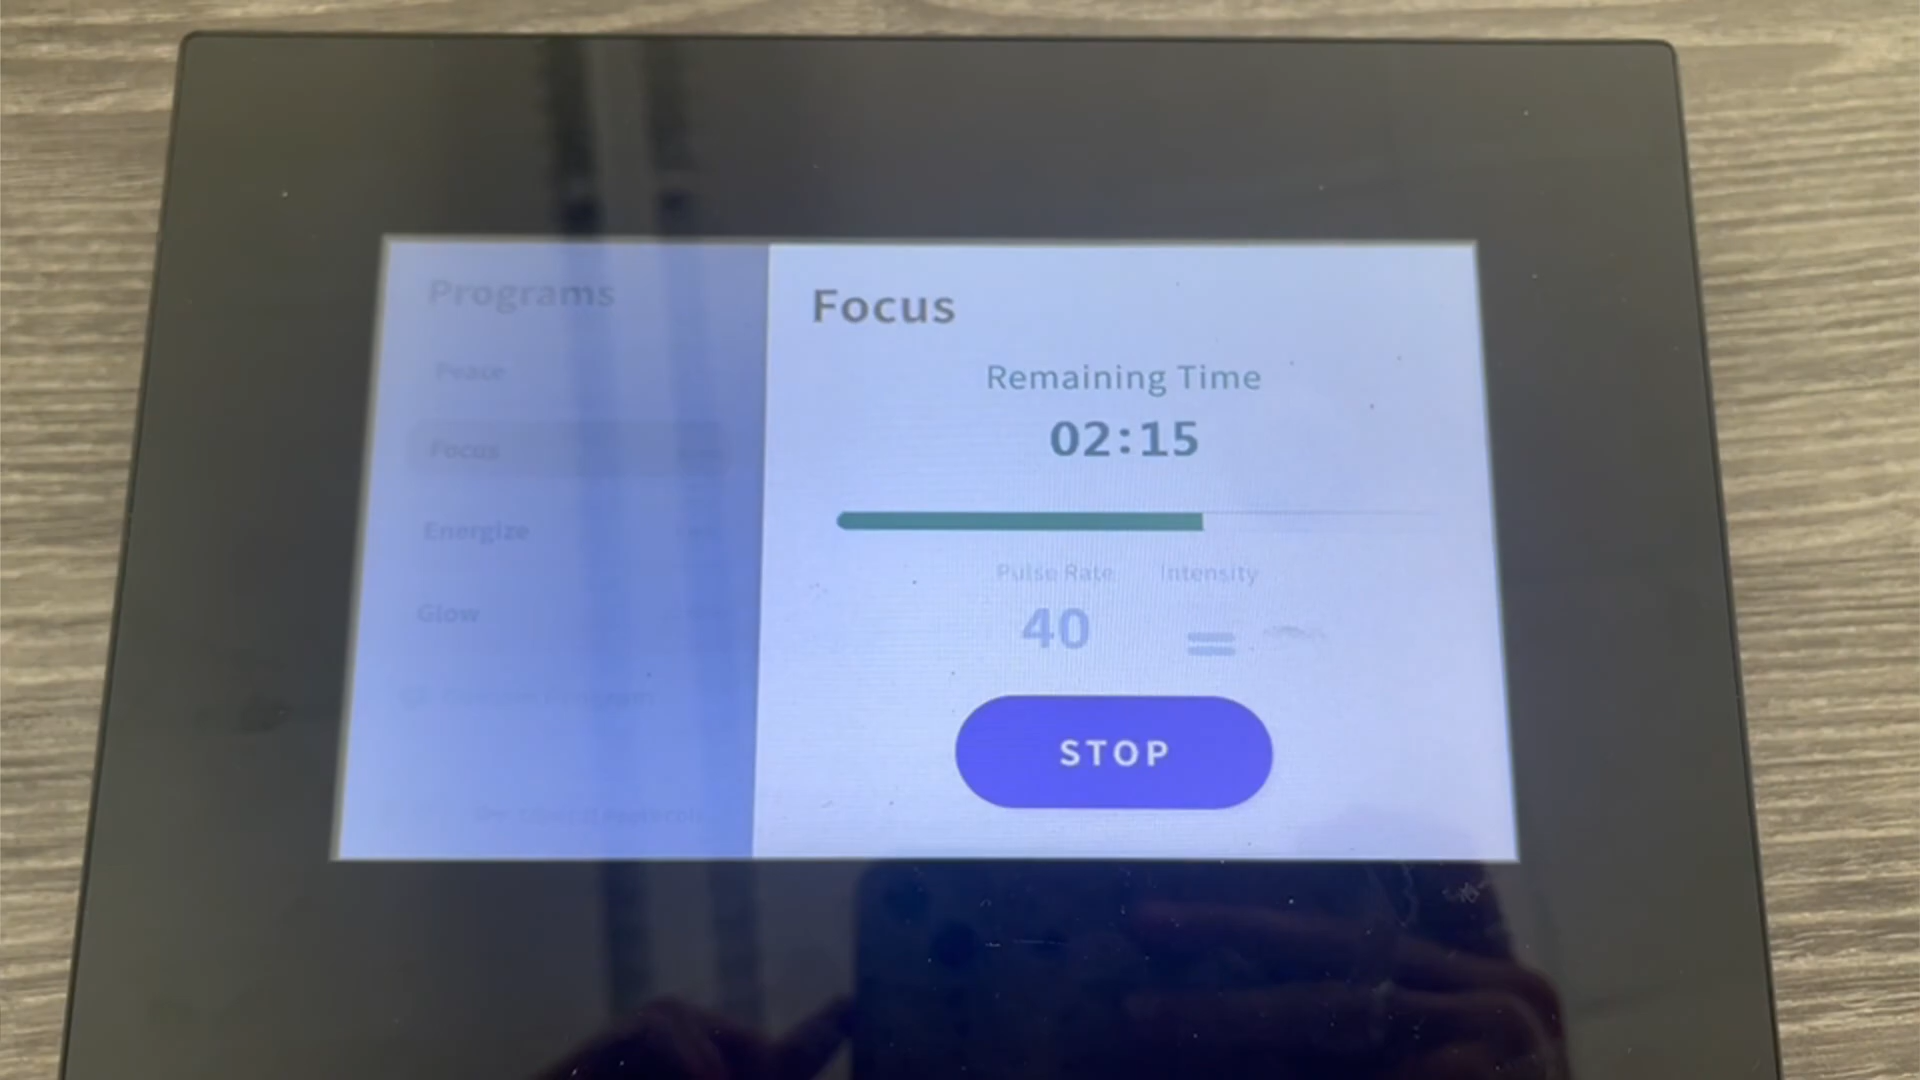 Programs
Peace
Focus
Energize
Glow
Focus
Remaining Time
02:15
Pulse Rate Intensity
40
STOP